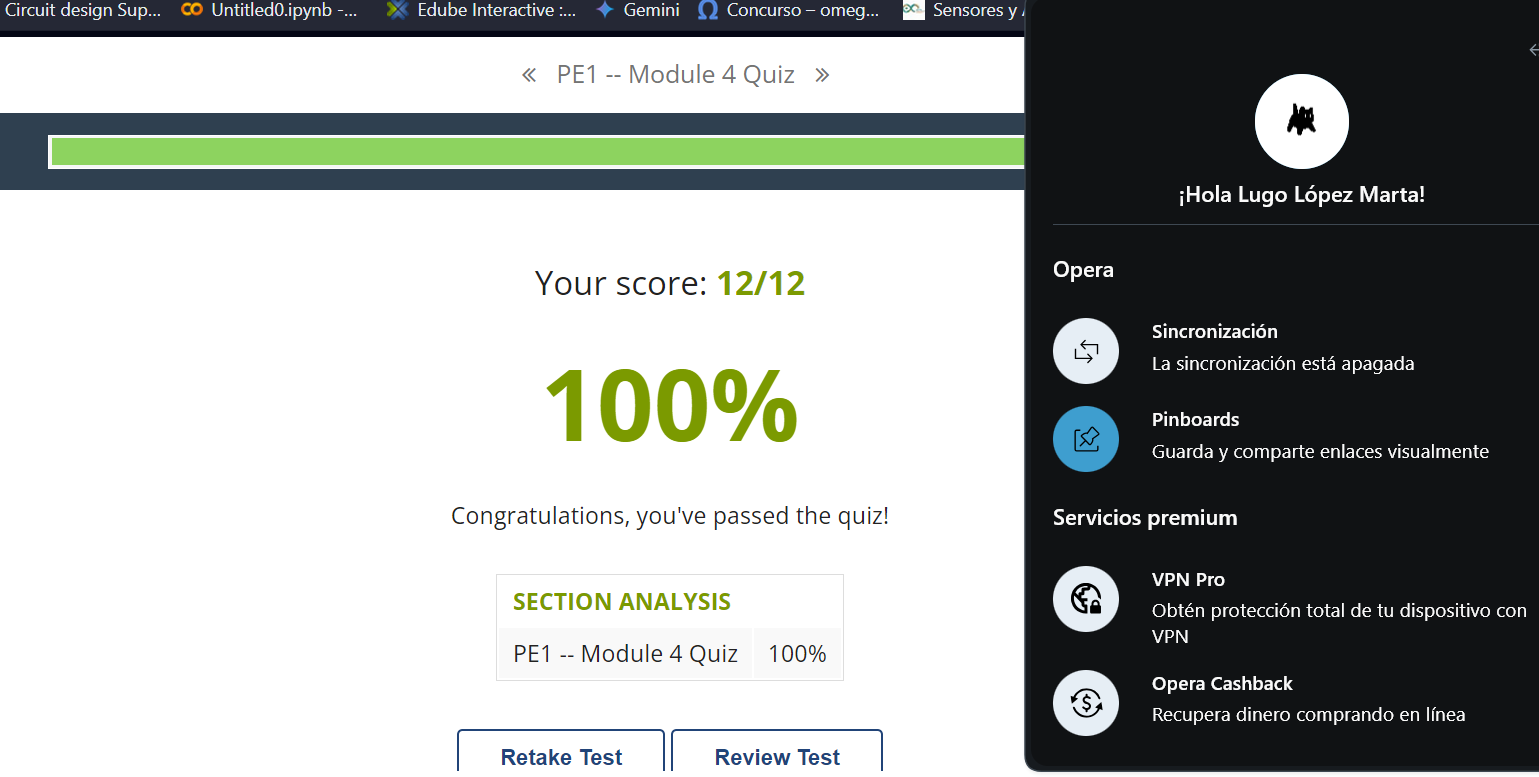 Circuit design Sup... Untitled0.ipynb -... Edube Interactive :... Gemini Concurso – omeg... Sensores y
« PE1 -- Module 4 Quiz »
Your score: 12/12
100%
Congratulations, you've passed the quiz!
SECTION ANALYSIS
PE1 -- Module 4 Quiz 100%
Retake Test Review Test
¡Hola Lugo López Marta!
Opera
Sincronización
La sincronización está apagada
Pinboards
Guarda y comparte enlaces visualmente
Servicios premium
VPN Pro
Obtén protección total de tu dispositivo con
VPN
Opera Cashback
Recupera dinero comprando en línea